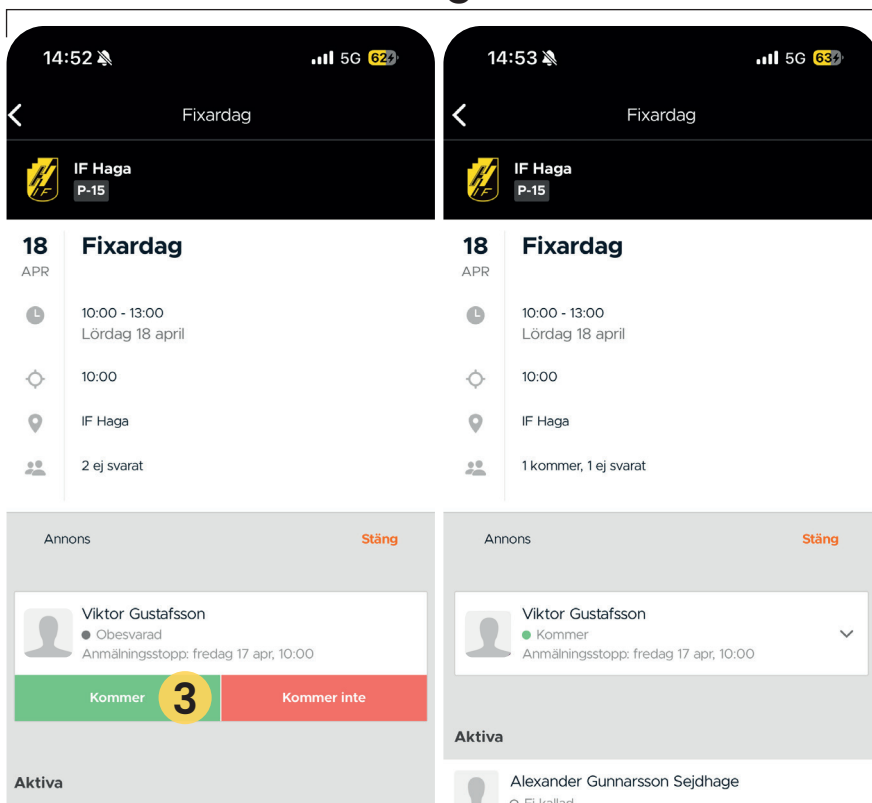 14:52
5G 62
Fixardag
IF Haga
P-15
18
APR
Fixardag
10:00 - 13:00
Lördag 18 april
10:00
IF Haga
2 ej svarat
Annons
Stäng
Viktor Gustafsson
Obesvarad
Anmälningsstopp: fredag 17 apr, 10:00
Kommer
3
Kommer inte
Aktiva
14:53
5G 63
Fixardag
IF Haga
P-15
18
APR
Fixardag
10:00 - 13:00
Lördag 18 april
10:00
IF Haga
1 kommer, 1 ej svarat
Annons
Stäng
Viktor Gustafsson
Kommer
Anmälningsstopp: fredag 17 apr, 10:00
Aktiva
Alexander Gunnarsson Sejdhage
Ej kallad